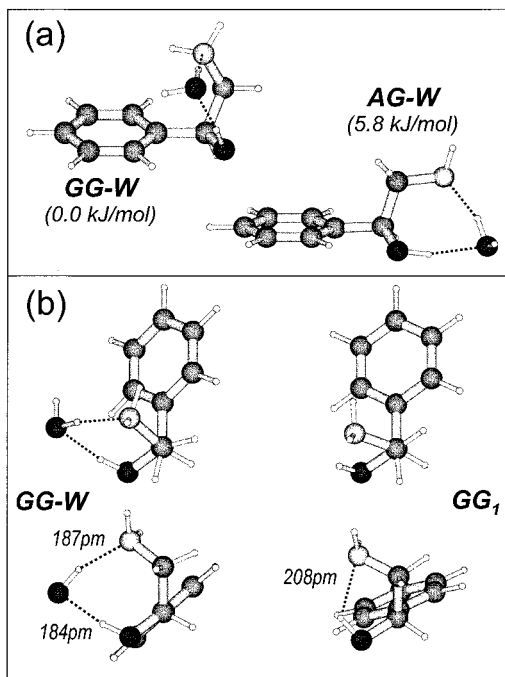 (a)
GG-W
(0.0 kJ/mol)
AG-W
(5.8 kJ/mol)
(b)
GG-W
187pm
184pm
GG₁
208pm